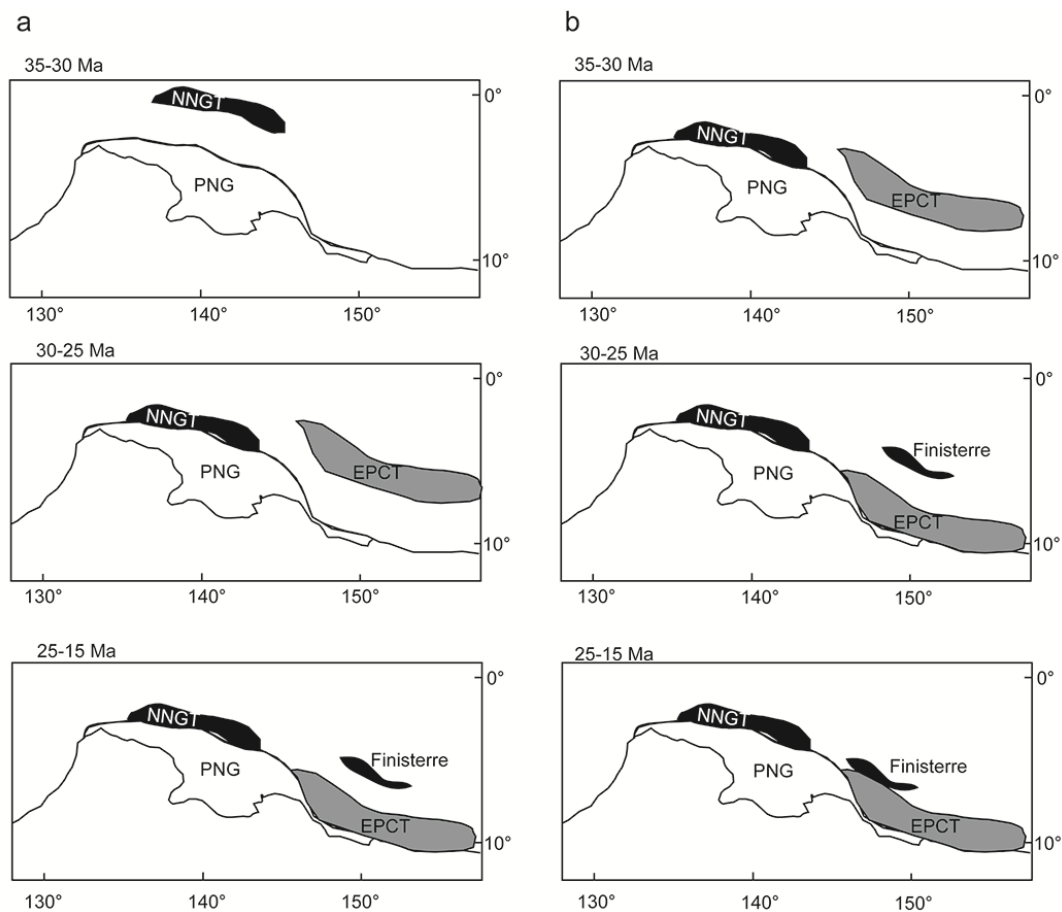 a
35-30 Ma
NNGT
0°
PNG
10°
130°
140°
150°
30-25 Ma
0°
NNGT
PNG
EPCT
10°
130°
140°
150°
25-15 Ma
0°
NNGT
Finisterre
PNG
EPCT
10°
130°
140°
150°
b
35-30 Ma
0°
NNGT
PNG
EPCT
10°
130°
140°
150°
30-25 Ma
0°
NNGT
Finisterre
PNG
EPCT
10°
130°
140°
150°
25-15 Ma
0°
NNGT
Finisterre
PNG
EPCT
10°
130°
140°
150°